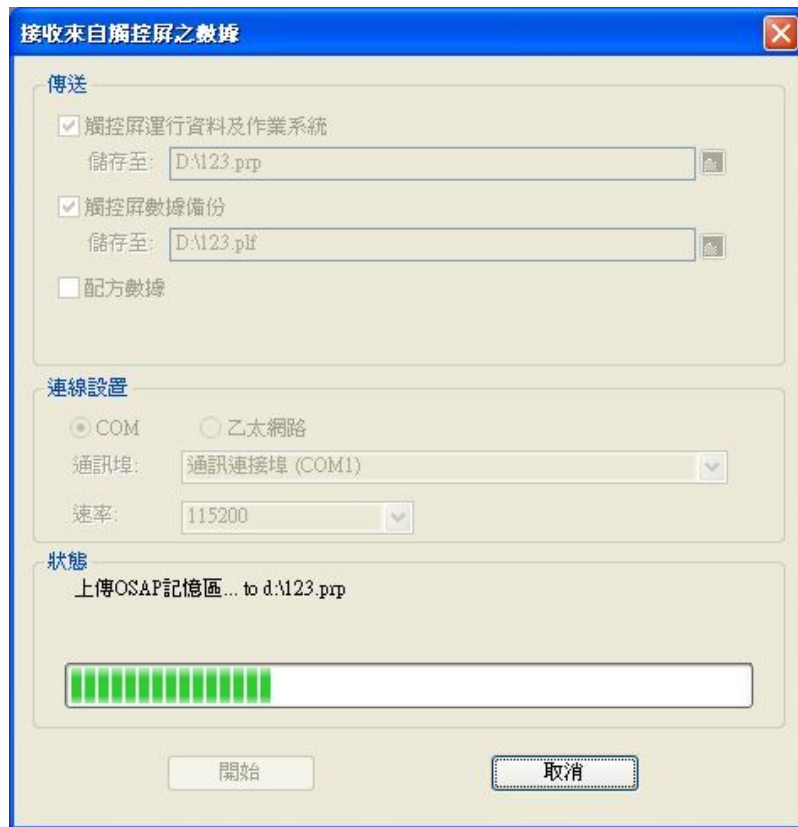 接收來自觸控屏之數據
傳送
觸控屏運行資料及作業系統
儲存至: D:\123.prp
觸控屏數據備份
儲存至: D:\123.plf
配方數據
連線設置
COM 乙太網路
通訊埠: 通訊連接埠 (COM1)
速率: 115200
狀態
上傳OSAP記憶區... to d:\123.prp
開始 取消